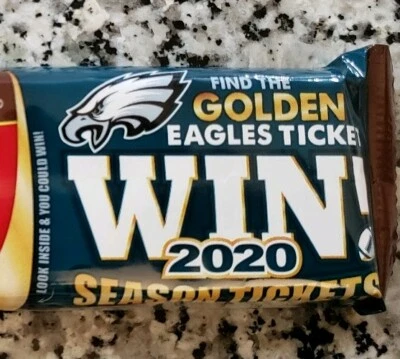 FIND THE
GOLDEN
EAGLES TICKET
WIN!
2020
SEASON TICKETS
LOOK INSIDE & YOU COULD WIN!